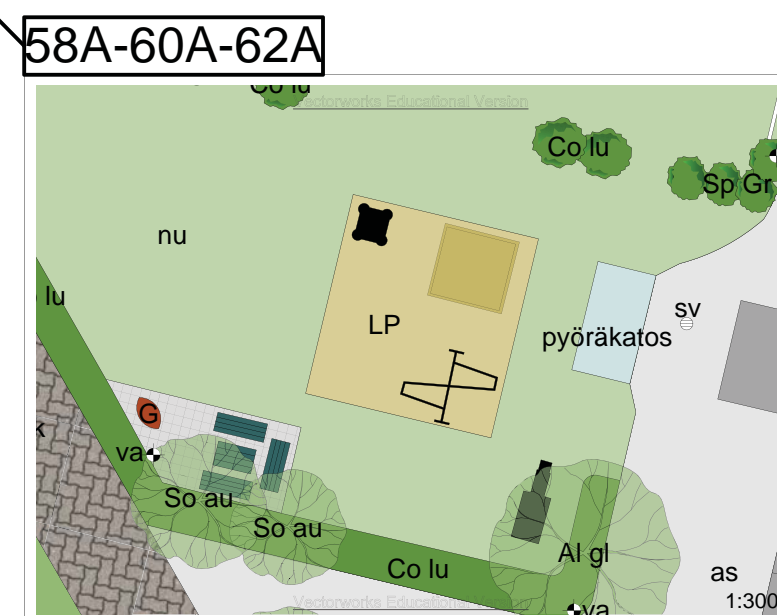 58A-60A-62A
Co lu
Vectorworks Educational Version
Co lu
Sp Gr
nu
lu
sv
LP
pyöräkatos
G
k
va
So au
So au
Al gl
Co lu
as
Vectorworks Educational Version
1:300
va